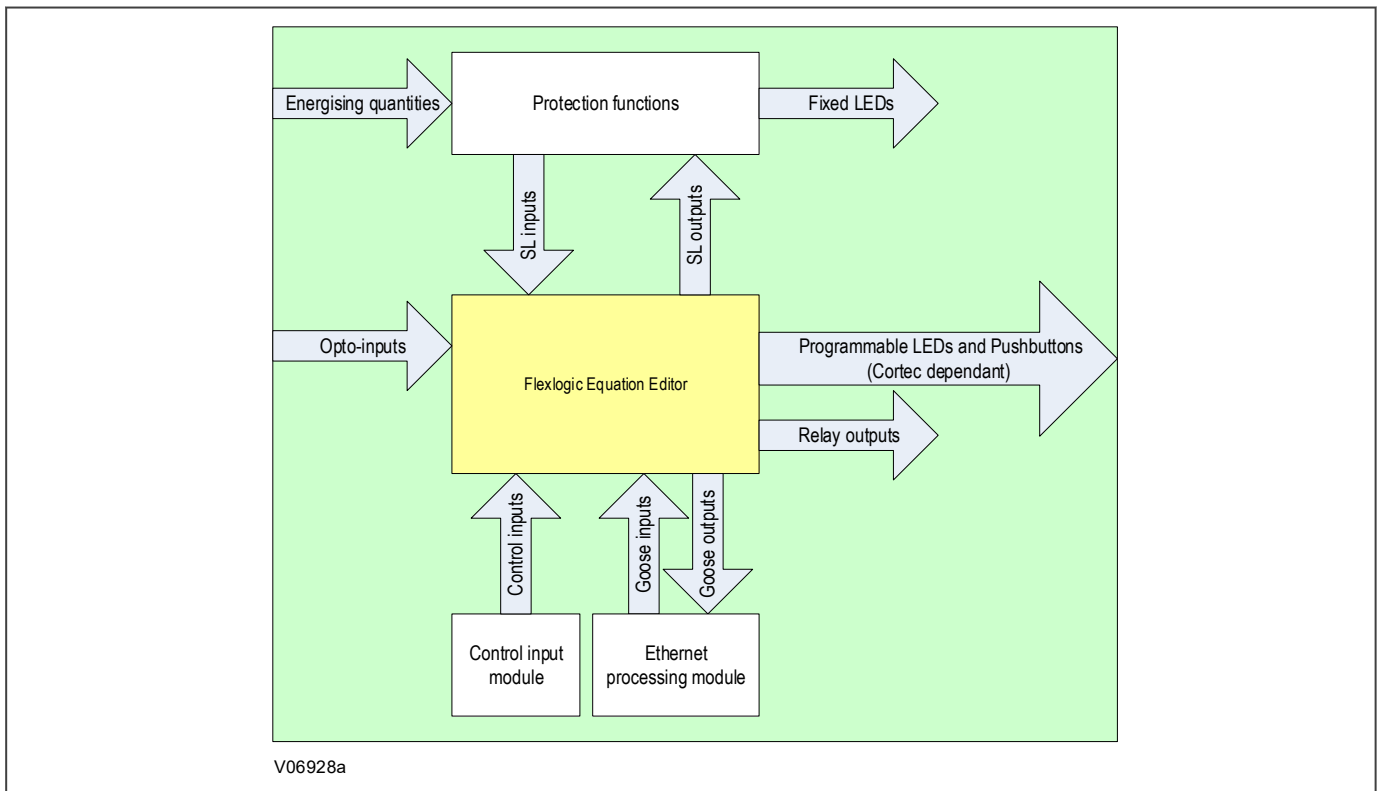 Energising quantities
Protection functions
Fixed LEDs
SL inputs
SL outputs
Opto-inputs
Flexlogic Equation Editor
Programmable LEDs and Pushbuttons
(Cortec dependant)
Relay outputs
Control inputs
Goose inputs
Goose outputs
Control input
module
Ethernet
processing module
V06928a